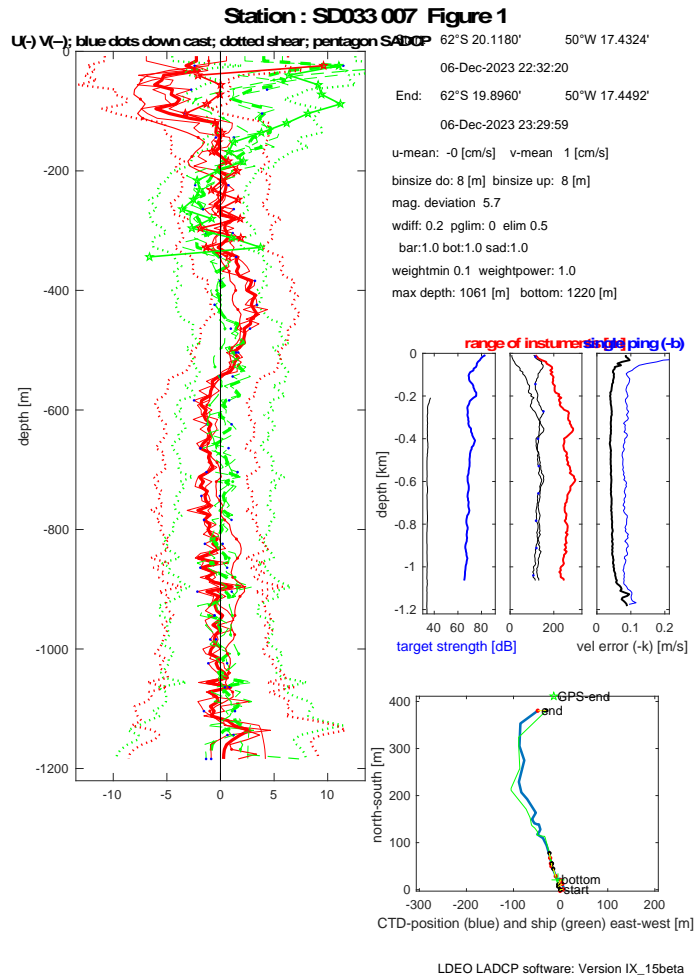 Station : SD033 007 Figure 1
U(-) V(--); blue dots down cast; dotted shear; pentagon SADCP
62°S 20.1180' 50°W 17.4324'
06-Dec-2023 22:32:20
End: 62°S 19.8960' 50°W 17.4492'
06-Dec-2023 23:29:59
u-mean: -0 [cm/s] v-mean 1 [cm/s]
binsize do: 8 [m] binsize up: 8 [m]
mag. deviation 5.7
wdiff: 0.2 pglim: 0 elim 0.5
bar:1.0 bot:1.0 sad:1.0
weightmin 0.1 weightpower: 1.0
max depth: 1061 [m] bottom: 1220 [m]
0
-200
-400
-600
-800
-1000
-1200
depth [m]
-10 -5 0 5 10
range of instuments
single ping (-b)
0
-0.2
-0.4
-0.6
-0.8
-1
-1.2
depth [km]
40 60 80
target strength [dB]
0 200
0 0.1 0.2
vel error (-k) [m/s]
400
300
200
100
0
north-south [m]
GPS-end
end
bottom
start
-300 -200 -100 0 100 200
CTD-position (blue) and ship (green) east-west [m]
LDEO LADCP software: Version IX_15beta